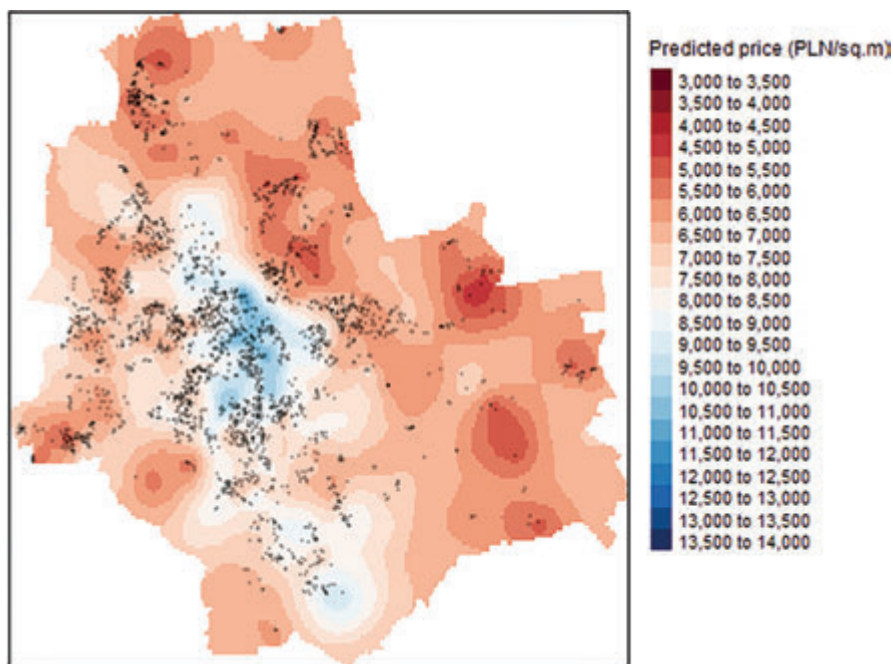 Predicted price (PLN/sq.m)
3,000 to 3,500
3,500 to 4,000
4,000 to 4,500
4,500 to 5,000
5,000 to 5,500
5,500 to 6,000
6,000 to 6,500
6,500 to 7,000
7,000 to 7,500
7,500 to 8,000
8,000 to 8,500
8,500 to 9,000
9,000 to 9,500
9,500 to 10,000
10,000 to 10,500
10,500 to 11,000
11,000 to 11,500
11,500 to 12,000
12,000 to 12,500
12,500 to 13,000
13,000 to 13,500
13,500 to 14,000